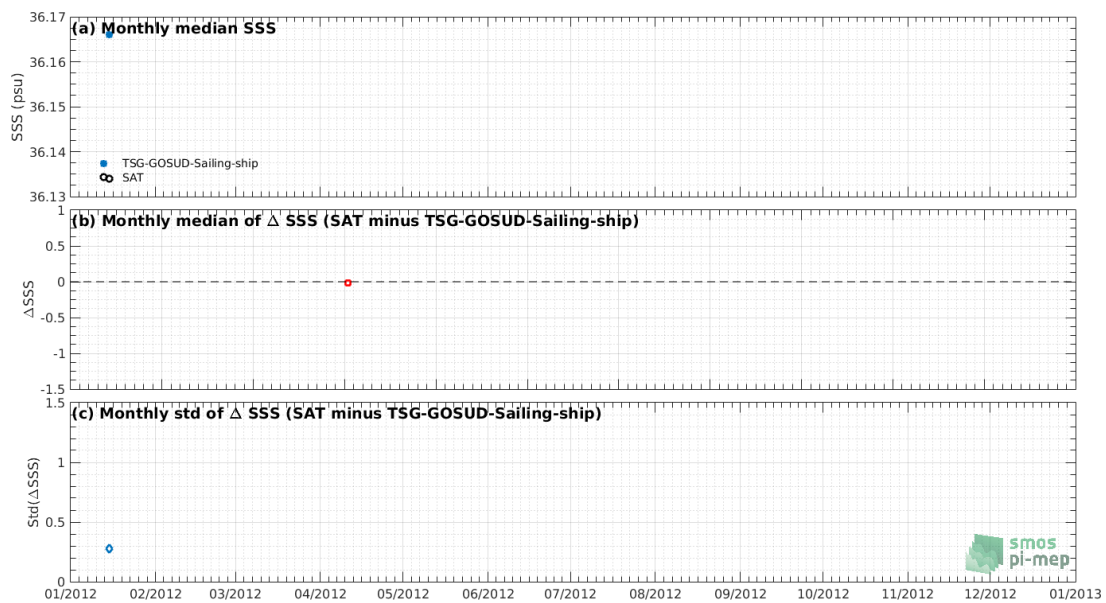 (a) Monthly median SSS
36.17
36.16
36.15
36.14
36.13
SSS (psu)
TSG-GOSUD-Sailing-ship
SAT
(b) Monthly median of △ SSS (SAT minus TSG-GOSUD-Sailing-ship)
1
0.5
0
-0.5
-1
-1.5
△SSS
(c) Monthly std of △ SSS (SAT minus TSG-GOSUD-Sailing-ship)
1.5
1
0.5
0
Std(△SSS)
smos
pi-mep
01/2012 02/2012 03/2012 04/2012 05/2012 06/2012 07/2012 08/2012 09/2012 10/2012 11/2012 12/2012 01/2013